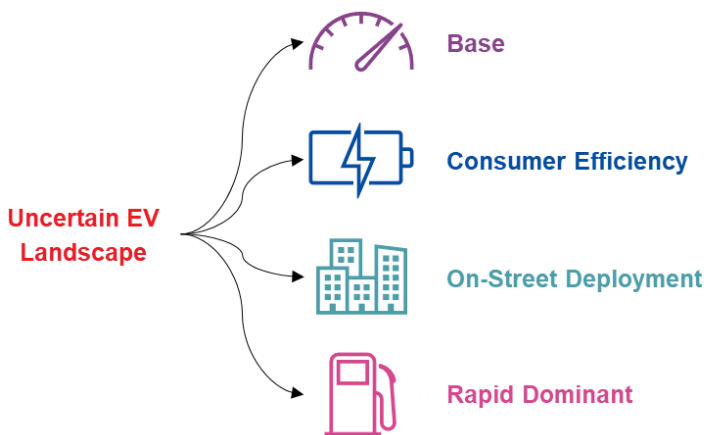 Base
Consumer Efficiency
Uncertain EV
Landscape
On-Street Deployment
Rapid Dominant